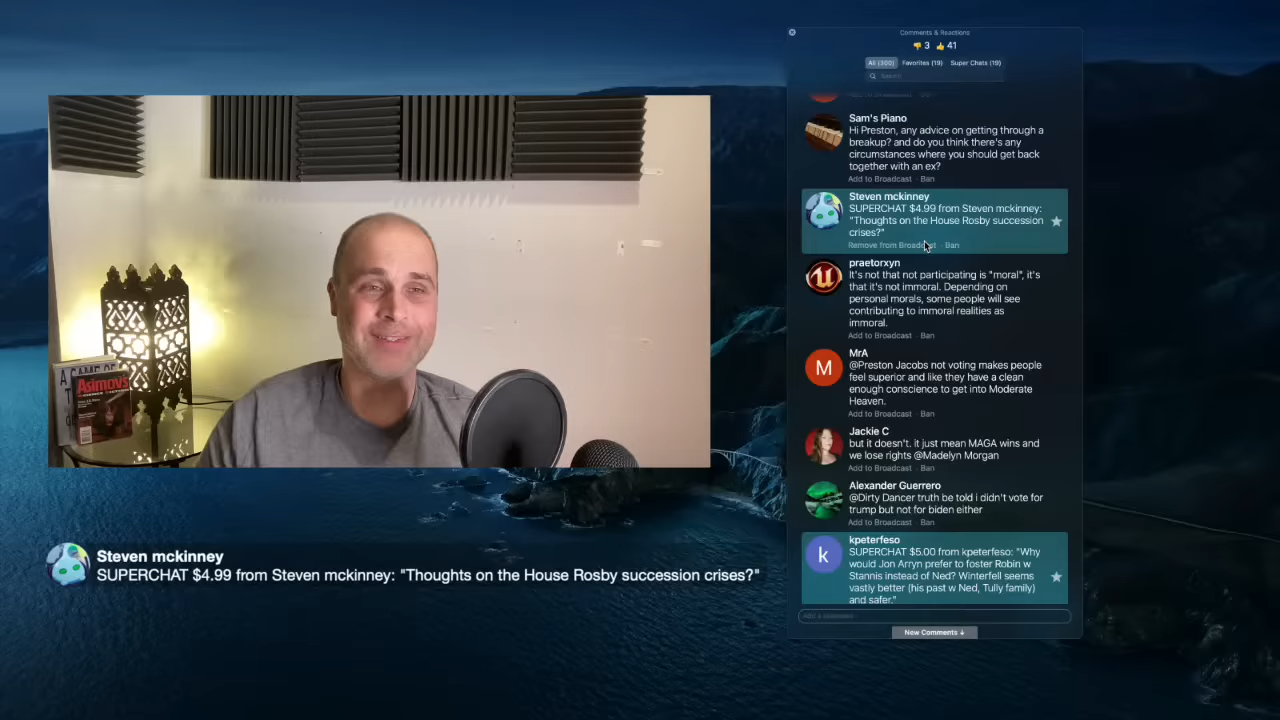 Comments & Reactions
3 41
All (300) Favorites (19) Super Chats (19)
Search
Sam's Piano
Hi Preston, any advice on getting through a
breakup? and do you think there's any
circumstances where you should get back
together with an ex?
Add to Broadcast · Ban
Steven mckinney
SUPERCHAT $4.99 from Steven mckinney:
"Thoughts on the House Rosby succession
crises?"
Remove from Broadcast · Ban
praetorxyn
It's not that not participating is "moral", it's
that it's not immoral. Depending on
personal morals, some people will see
contributing to immoral realities as
immoral.
Add to Broadcast · Ban
M
MrA
@Preston Jacobs not voting makes people
feel superior and like they have a clean
enough conscience to get into Moderate
Heaven.
Add to Broadcast · Ban
Jackie C
but it doesn't. it just mean MAGA wins and
we lose rights @Madelyn Morgan
Add to Broadcast · Ban
Alexander Guerrero
@Dirty Dancer truth be told i didn't vote for
trump but not for biden either
Add to Broadcast · Ban
k
kpeterfeso
SUPERCHAT $5.00 from kpeterfeso: "Why
would Jon Arryn prefer to foster Robin w
Stannis instead of Ned? Winterfell seems
vastly better (his past w Ned, Tully family)
and safer."
Add a comment
New Comments ↓
A GAME OF
Asimov's
Steven mckinney
SUPERCHAT $4.99 from Steven mckinney: "Thoughts on the House Rosby succession crises?"